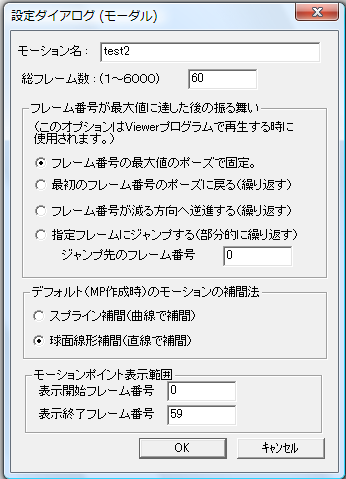 設定ダイアログ (モーダル)
モーション名： test2
総フレーム数：(1～6000) 60
フレーム番号が最大値に達した後の振る舞い
(このオプションはViewerプログラムで再生する時に
使用されます。)
フレーム番号の最大値のポーズで固定。
最初のフレーム番号のポーズに戻る(繰り返す)
フレーム番号が減る方向へ逆進する(繰り返す)
指定フレームにジャンプする(部分的に繰り返す)
ジャンプ先のフレーム番号 0
デフォルト(MP作成時)のモーションの補間法
スプライン補間(曲線で補間)
球面線形補間(直線で補間)
モーションポイント表示範囲
表示開始フレーム番号 0
表示終了フレーム番号 59
OK キャンセル